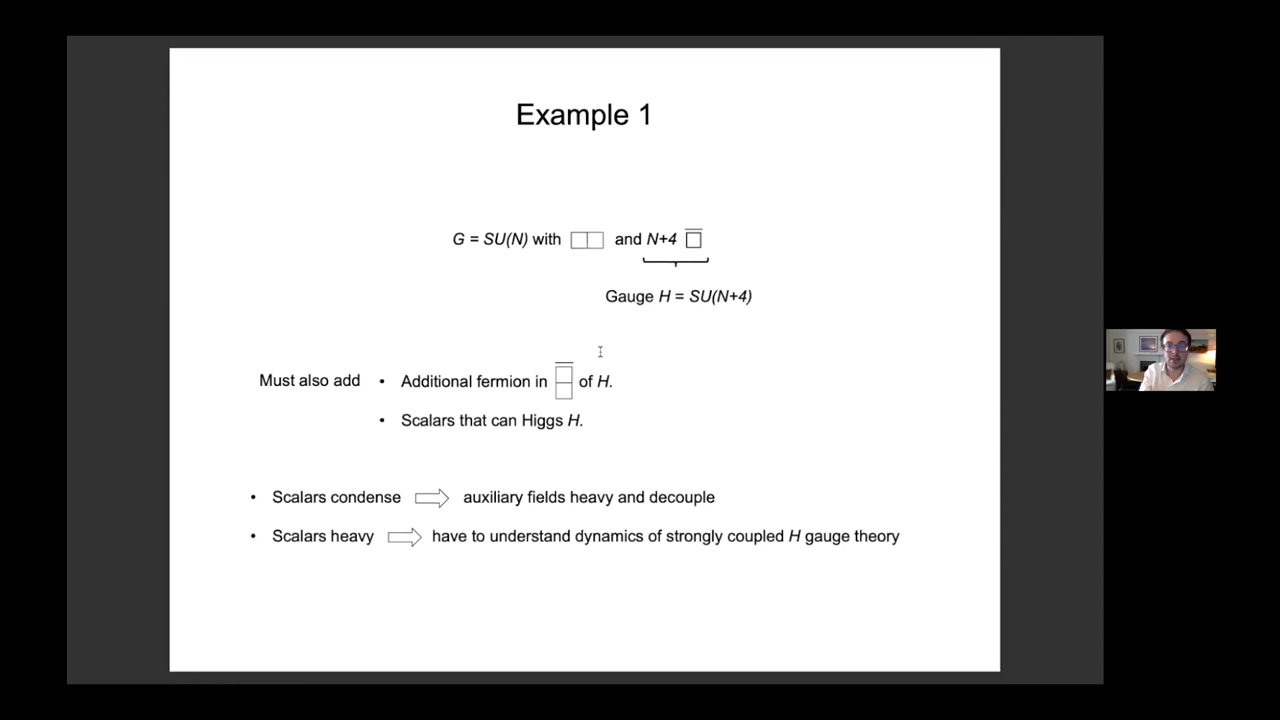 Example 1
G = SU(N) with □□ and N+4 □̅
Gauge H = SU(N+4)
Must also add • Additional fermion in of H.
• Scalars that can Higgs H.
• Scalars condense ⇨ auxiliary fields heavy and decouple
• Scalars heavy ⇨ have to understand dynamics of strongly coupled H gauge theory